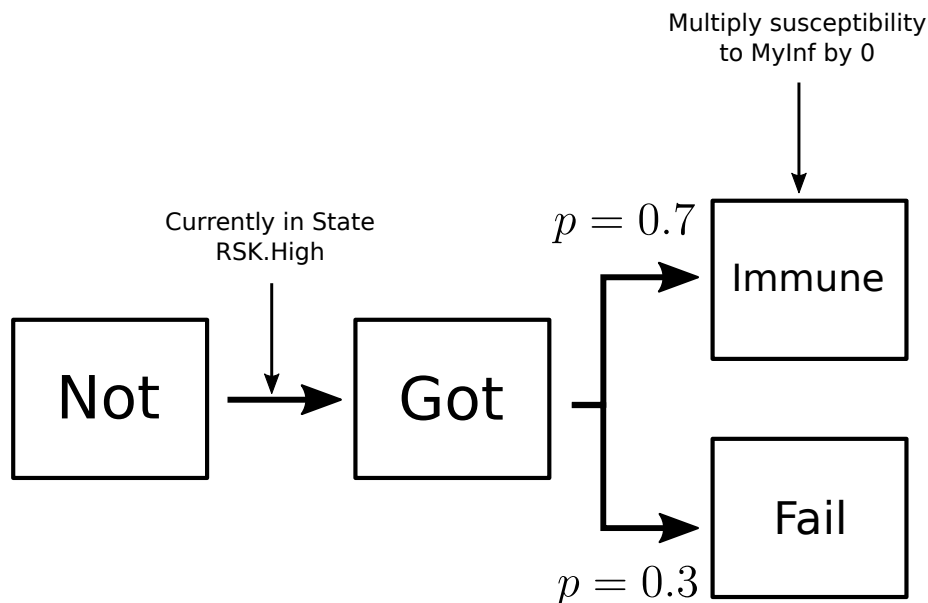 Multiply susceptibility
to MyInf by 0
Currently in State
RSK.High
p = 0.7
Immune
Not
Got
Fail
p = 0.3